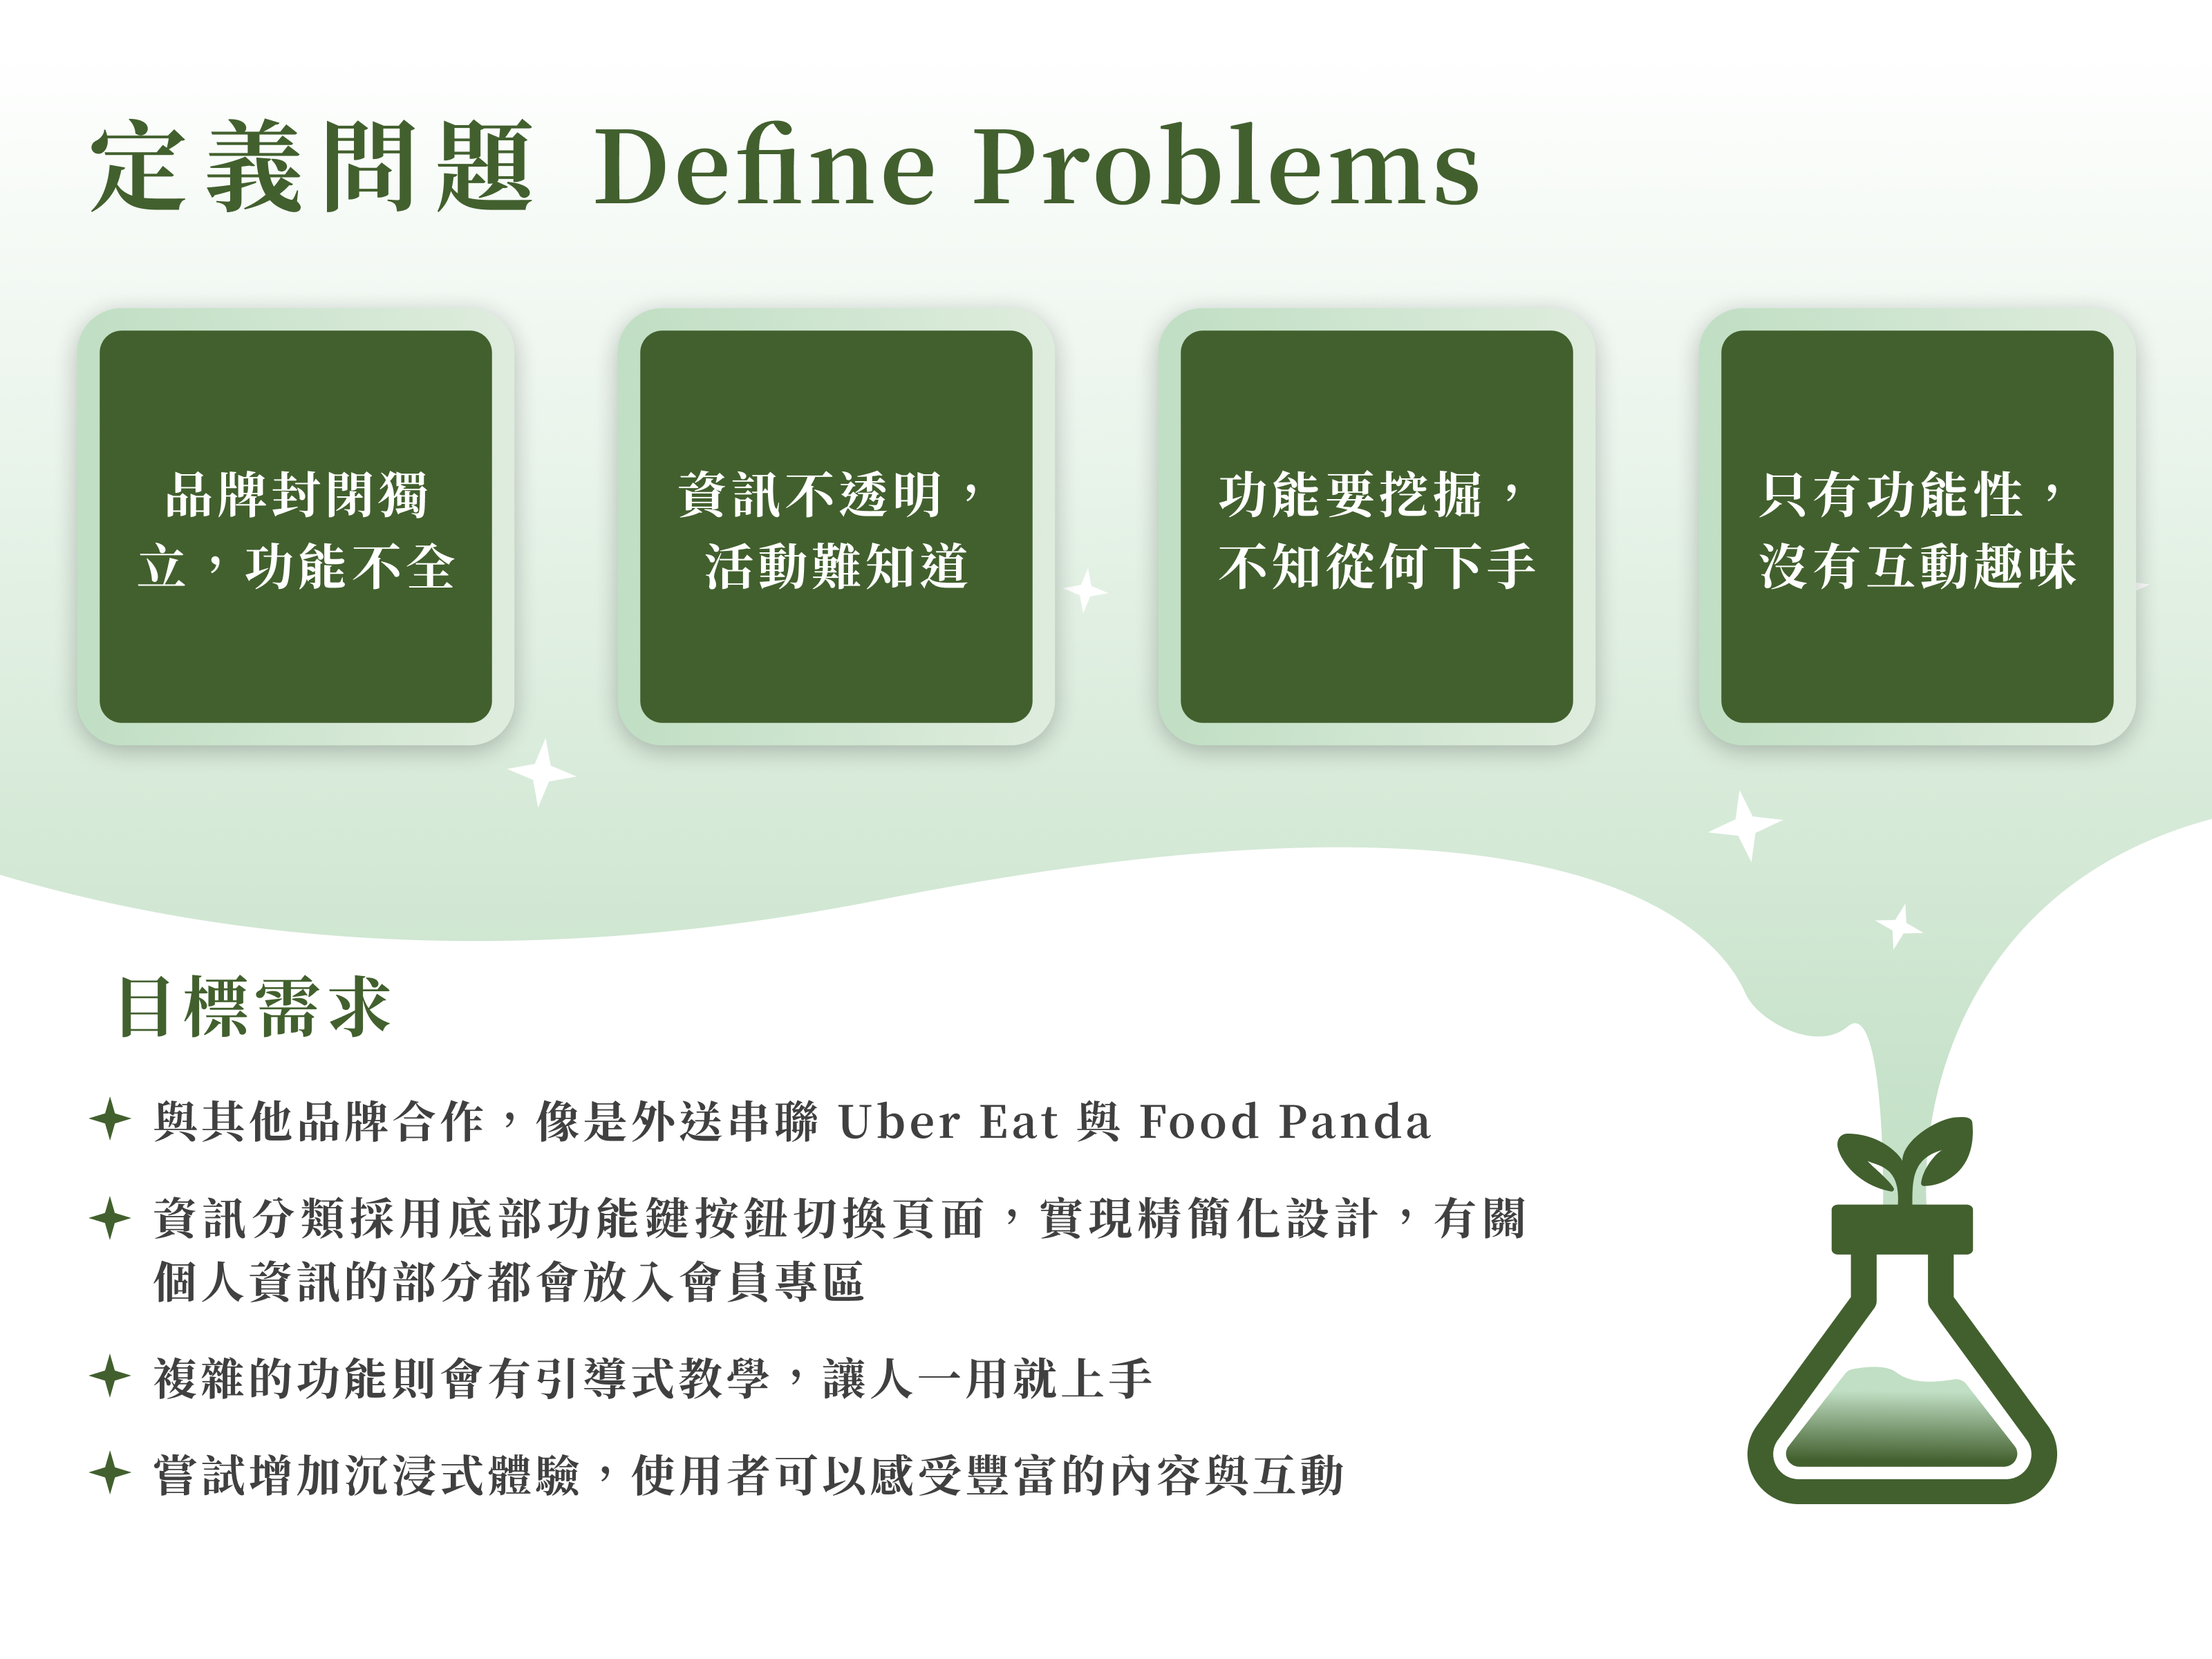 定義問題 Define Problems
品牌封閉獨
立，功能不全
資訊不透明，
活動難知道
功能要挖掘，
不知從何下手
只有功能性，
沒有互動趣味
目標需求
與其他品牌合作，像是外送串聯 Uber Eat 與 Food Panda
資訊分類採用底部功能鍵按鈕切換頁面，實現精簡化設計，有關
個人資訊的部分都會放入會員專區
複雜的功能則會有引導式教學，讓人一用就上手
嘗試增加沉浸式體驗，使用者可以感受豐富的內容與互動